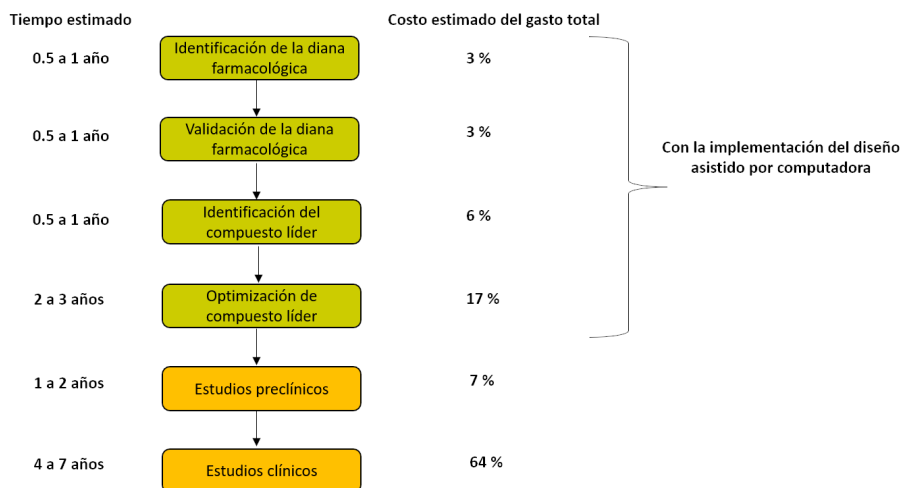 Tiempo estimado
Costo estimado del gasto total
0.5 a 1 año
Identificación de la diana
farmacológica
3 %
0.5 a 1 año
Validación de la diana
farmacológica
3 %
Con la implementación del diseño
asistido por computadora
0.5 a 1 año
Identificación del
compuesto líder
6 %
2 a 3 años
Optimización de
compuesto líder
17 %
1 a 2 años
Estudios preclínicos
7 %
4 a 7 años
Estudios clínicos
64 %